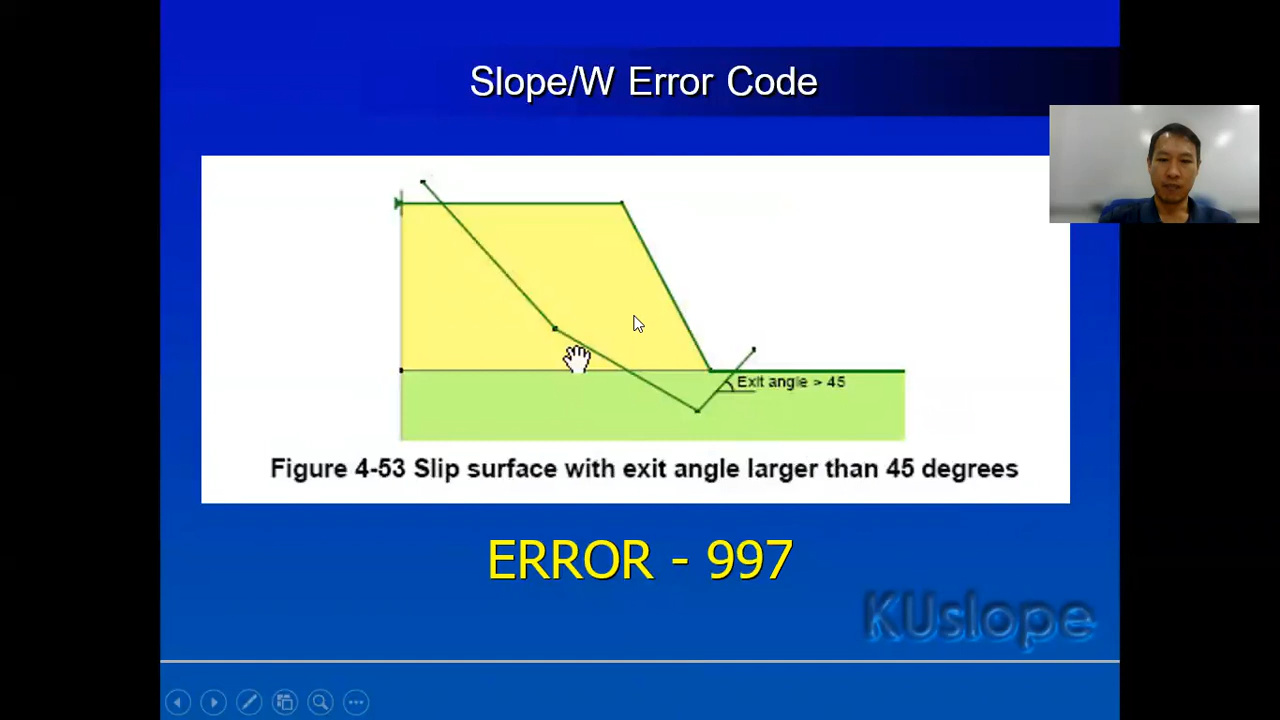 Slope/W Error Code
Exit angle > 45
Figure 4-53 Slip surface with exit angle larger than 45 degrees
ERROR - 997
KUslope